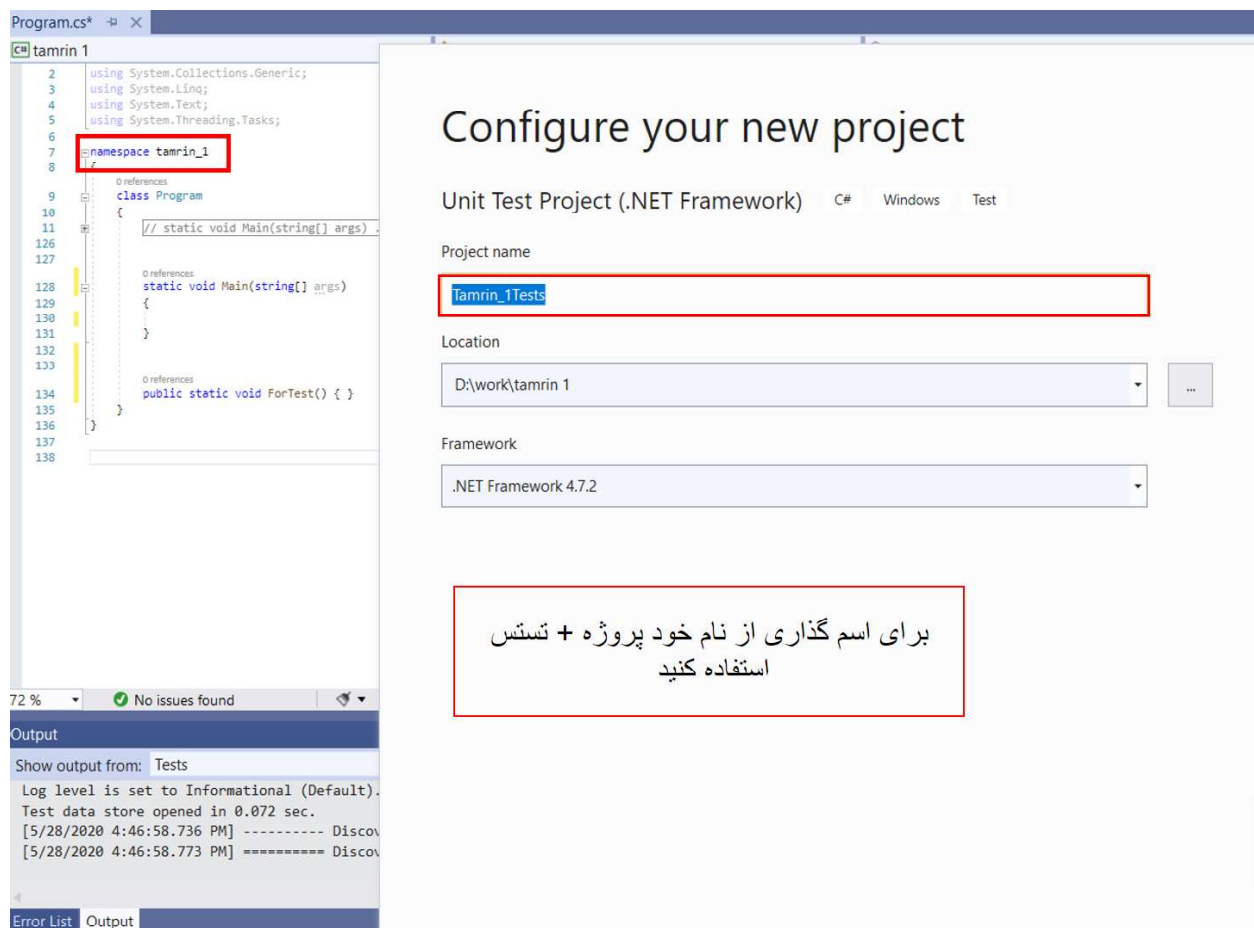 Program.cs*
C# tamrin 1
2 using System.Collections.Generic;
3 using System.Linq;
4 using System.Text;
5 using System.Threading.Tasks;
6
7 namespace tamrin_1
8 {
0 references
9 class Program
10 {
11 // static void Main(string[] args) .
126
127
0 references
128 static void Main(string[] args)
129 {
130
131 }
132
133
0 references
134 public static void ForTest() { }
135 }
136 }
137
138
72 %
No issues found
Output
Show output from: Tests
Log level is set to Informational (Default).
Test data store opened in 0.072 sec.
[5/28/2020 4:46:58.736 PM] ---------- Discov
[5/28/2020 4:46:58.773 PM] ========== Discov
Error List Output
Configure your new project
Unit Test Project (.NET Framework) C# Windows Test
Project name
Tamrin_1Tests
Location
D:\work\tamrin 1
...
Framework
.NET Framework 4.7.2
برای اسم گذاری از نام خود پروژه + تستس
استفاده کنید